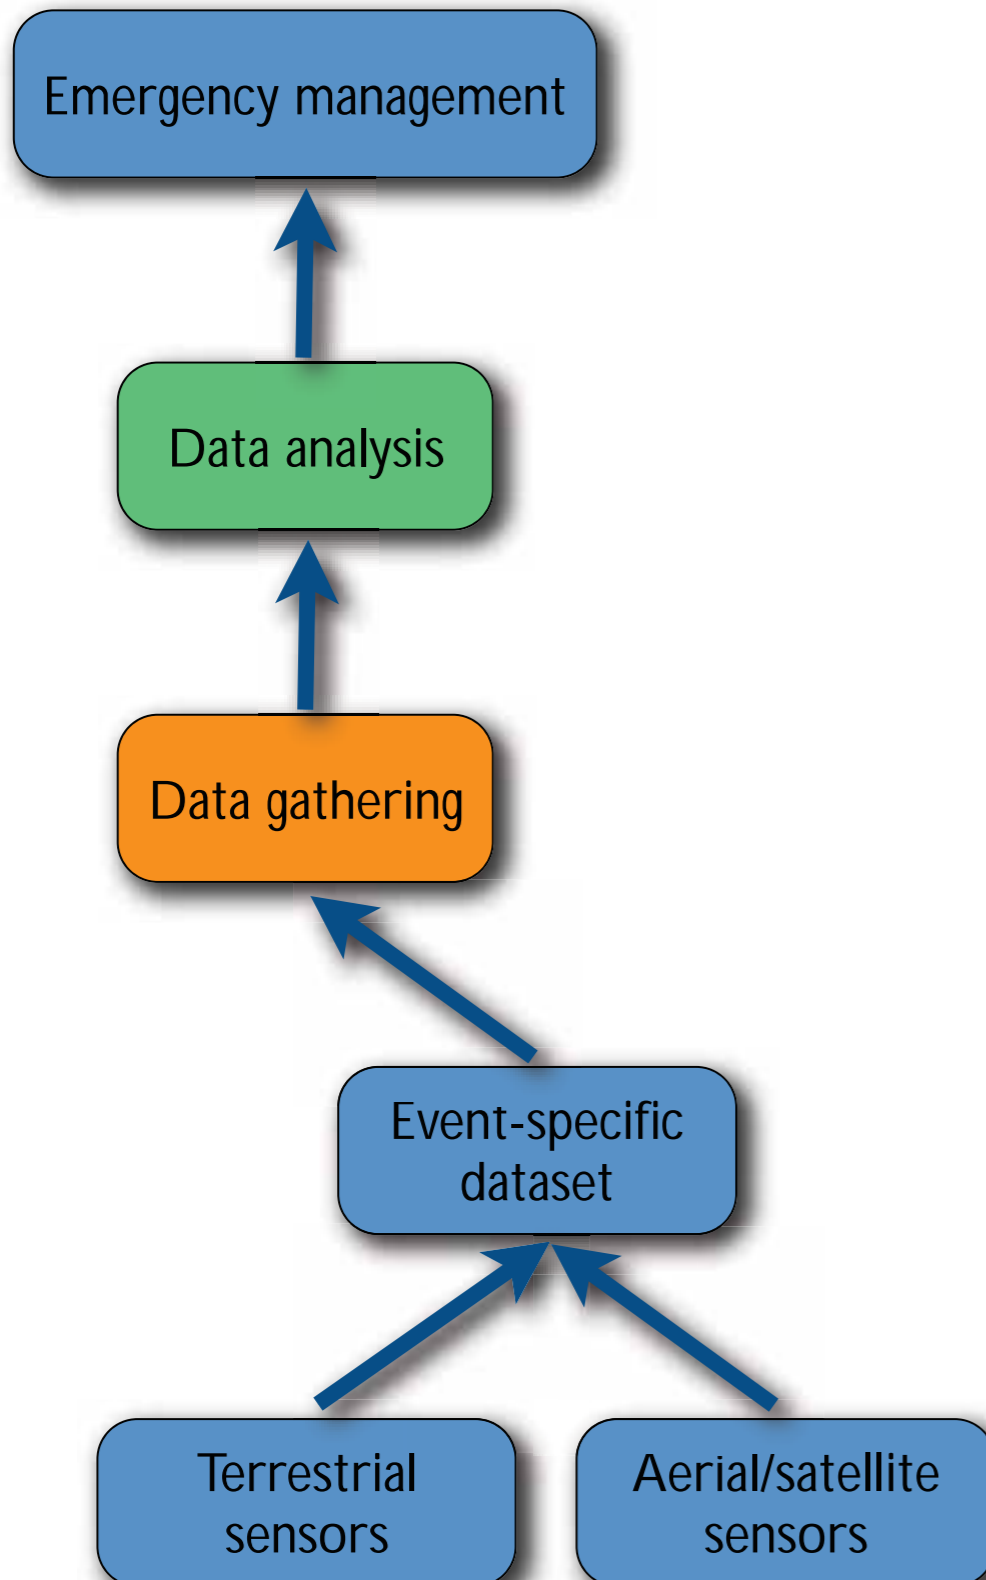 Emergency management
Data analysis
Data gathering
Event-specific
dataset
Terrestrial
sensors
Aerial/satellite
sensors